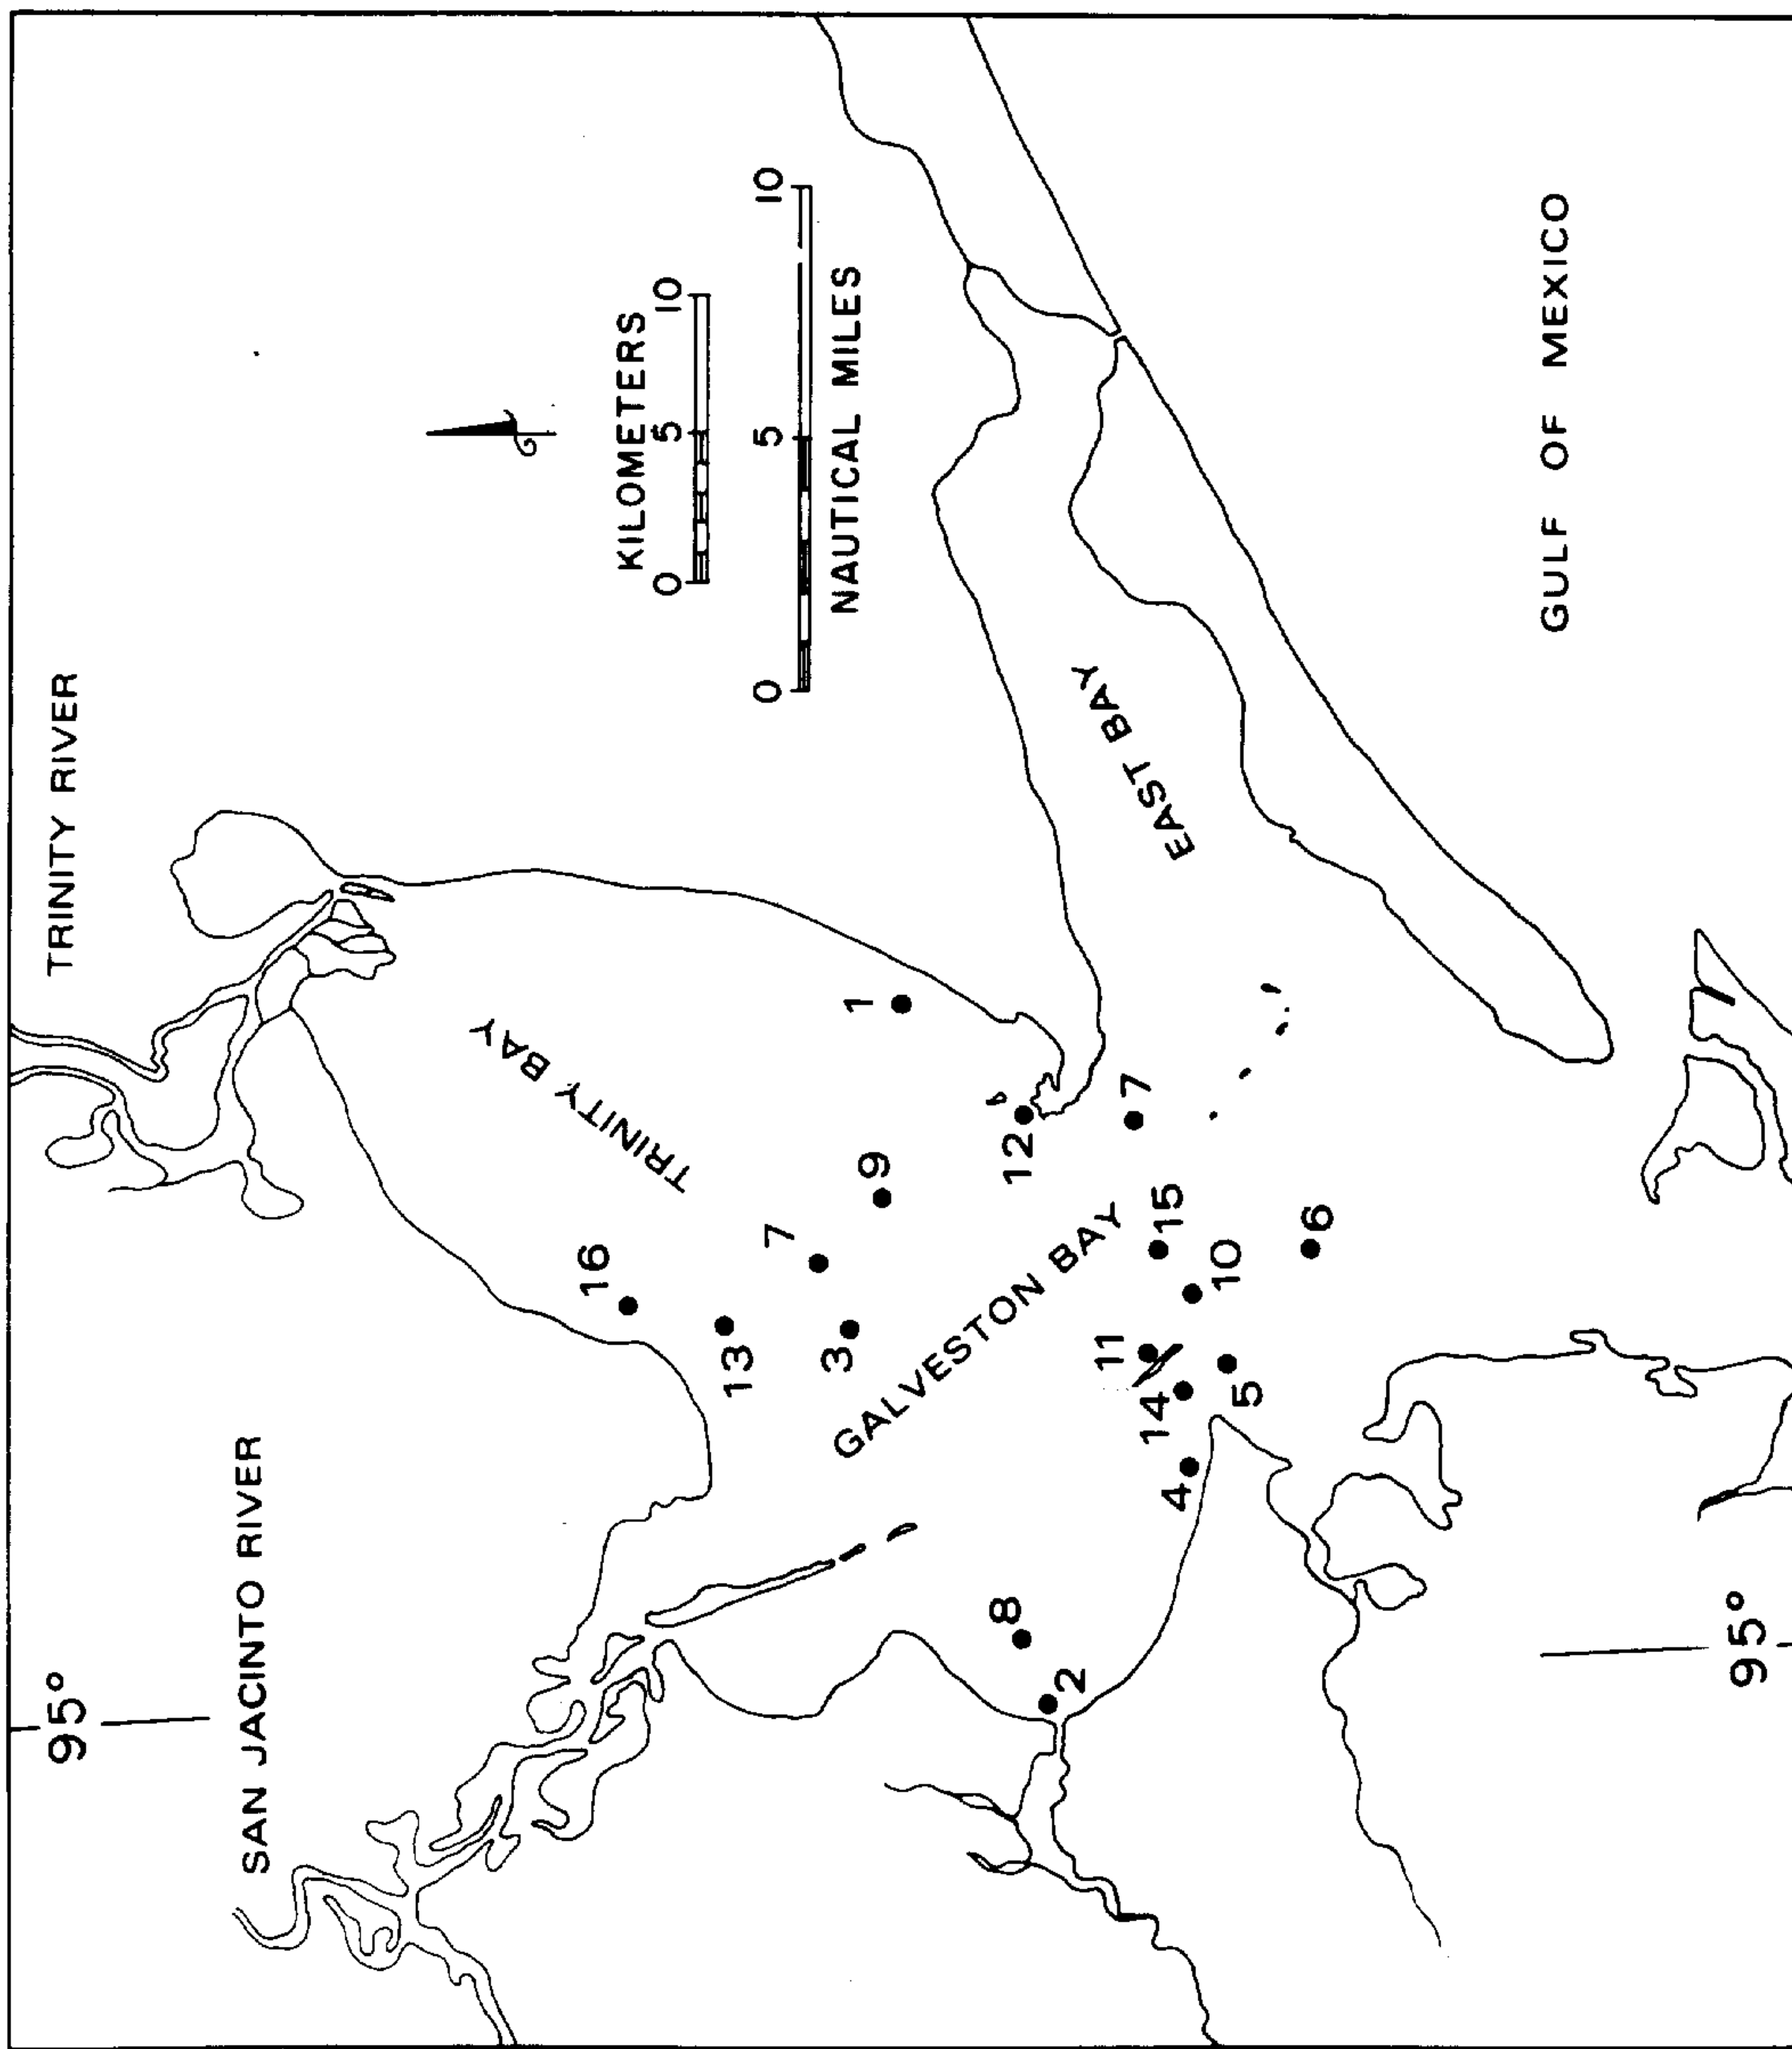 95°
TRINITY RIVER
SAN JACINTO RIVER
KILOMETERS
0 5 10
0 5 10
NAUTICAL MILES
TRINITY BAY
16
13
7
3
9
1
GALVESTON BAY
EAST BAY
12
7
8
2
11
15
14
4
10
5
6
GULF OF MEXICO
95°